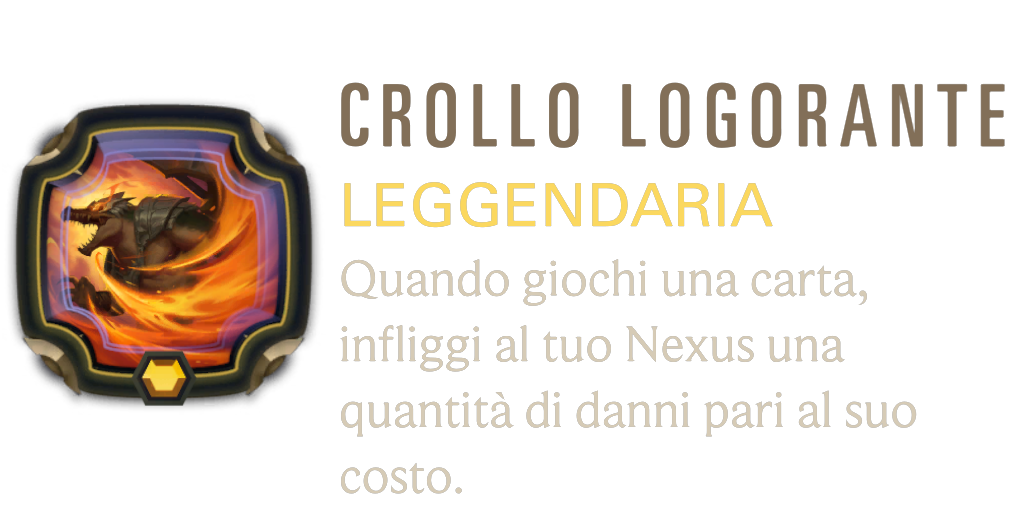 CROLLO LOGORANTE
LEGGENDARIA
Quando giochi una carta,
infliggi al tuo Nexus una
quantità di danni pari al suo
costo.